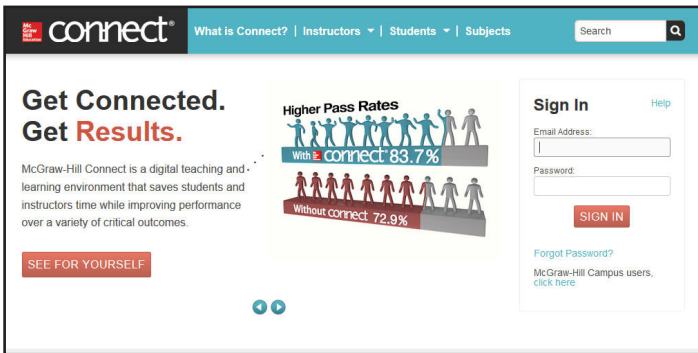 Mc
Graw
Hill
Education
connect®
What is Connect? | Instructors | Students | Subjects
Search
Get Connected.
Get Results.
McGraw-Hill Connect is a digital teaching and
learning environment that saves students and
instructors time while improving performance
over a variety of critical outcomes.
SEE FOR YOURSELF
Higher Pass Rates
With connect 83.7%
Without connect 72.9%
Sign In
Help
Email Address:
Password:
SIGN IN
Forgot Password?
McGraw-Hill Campus users,
click here